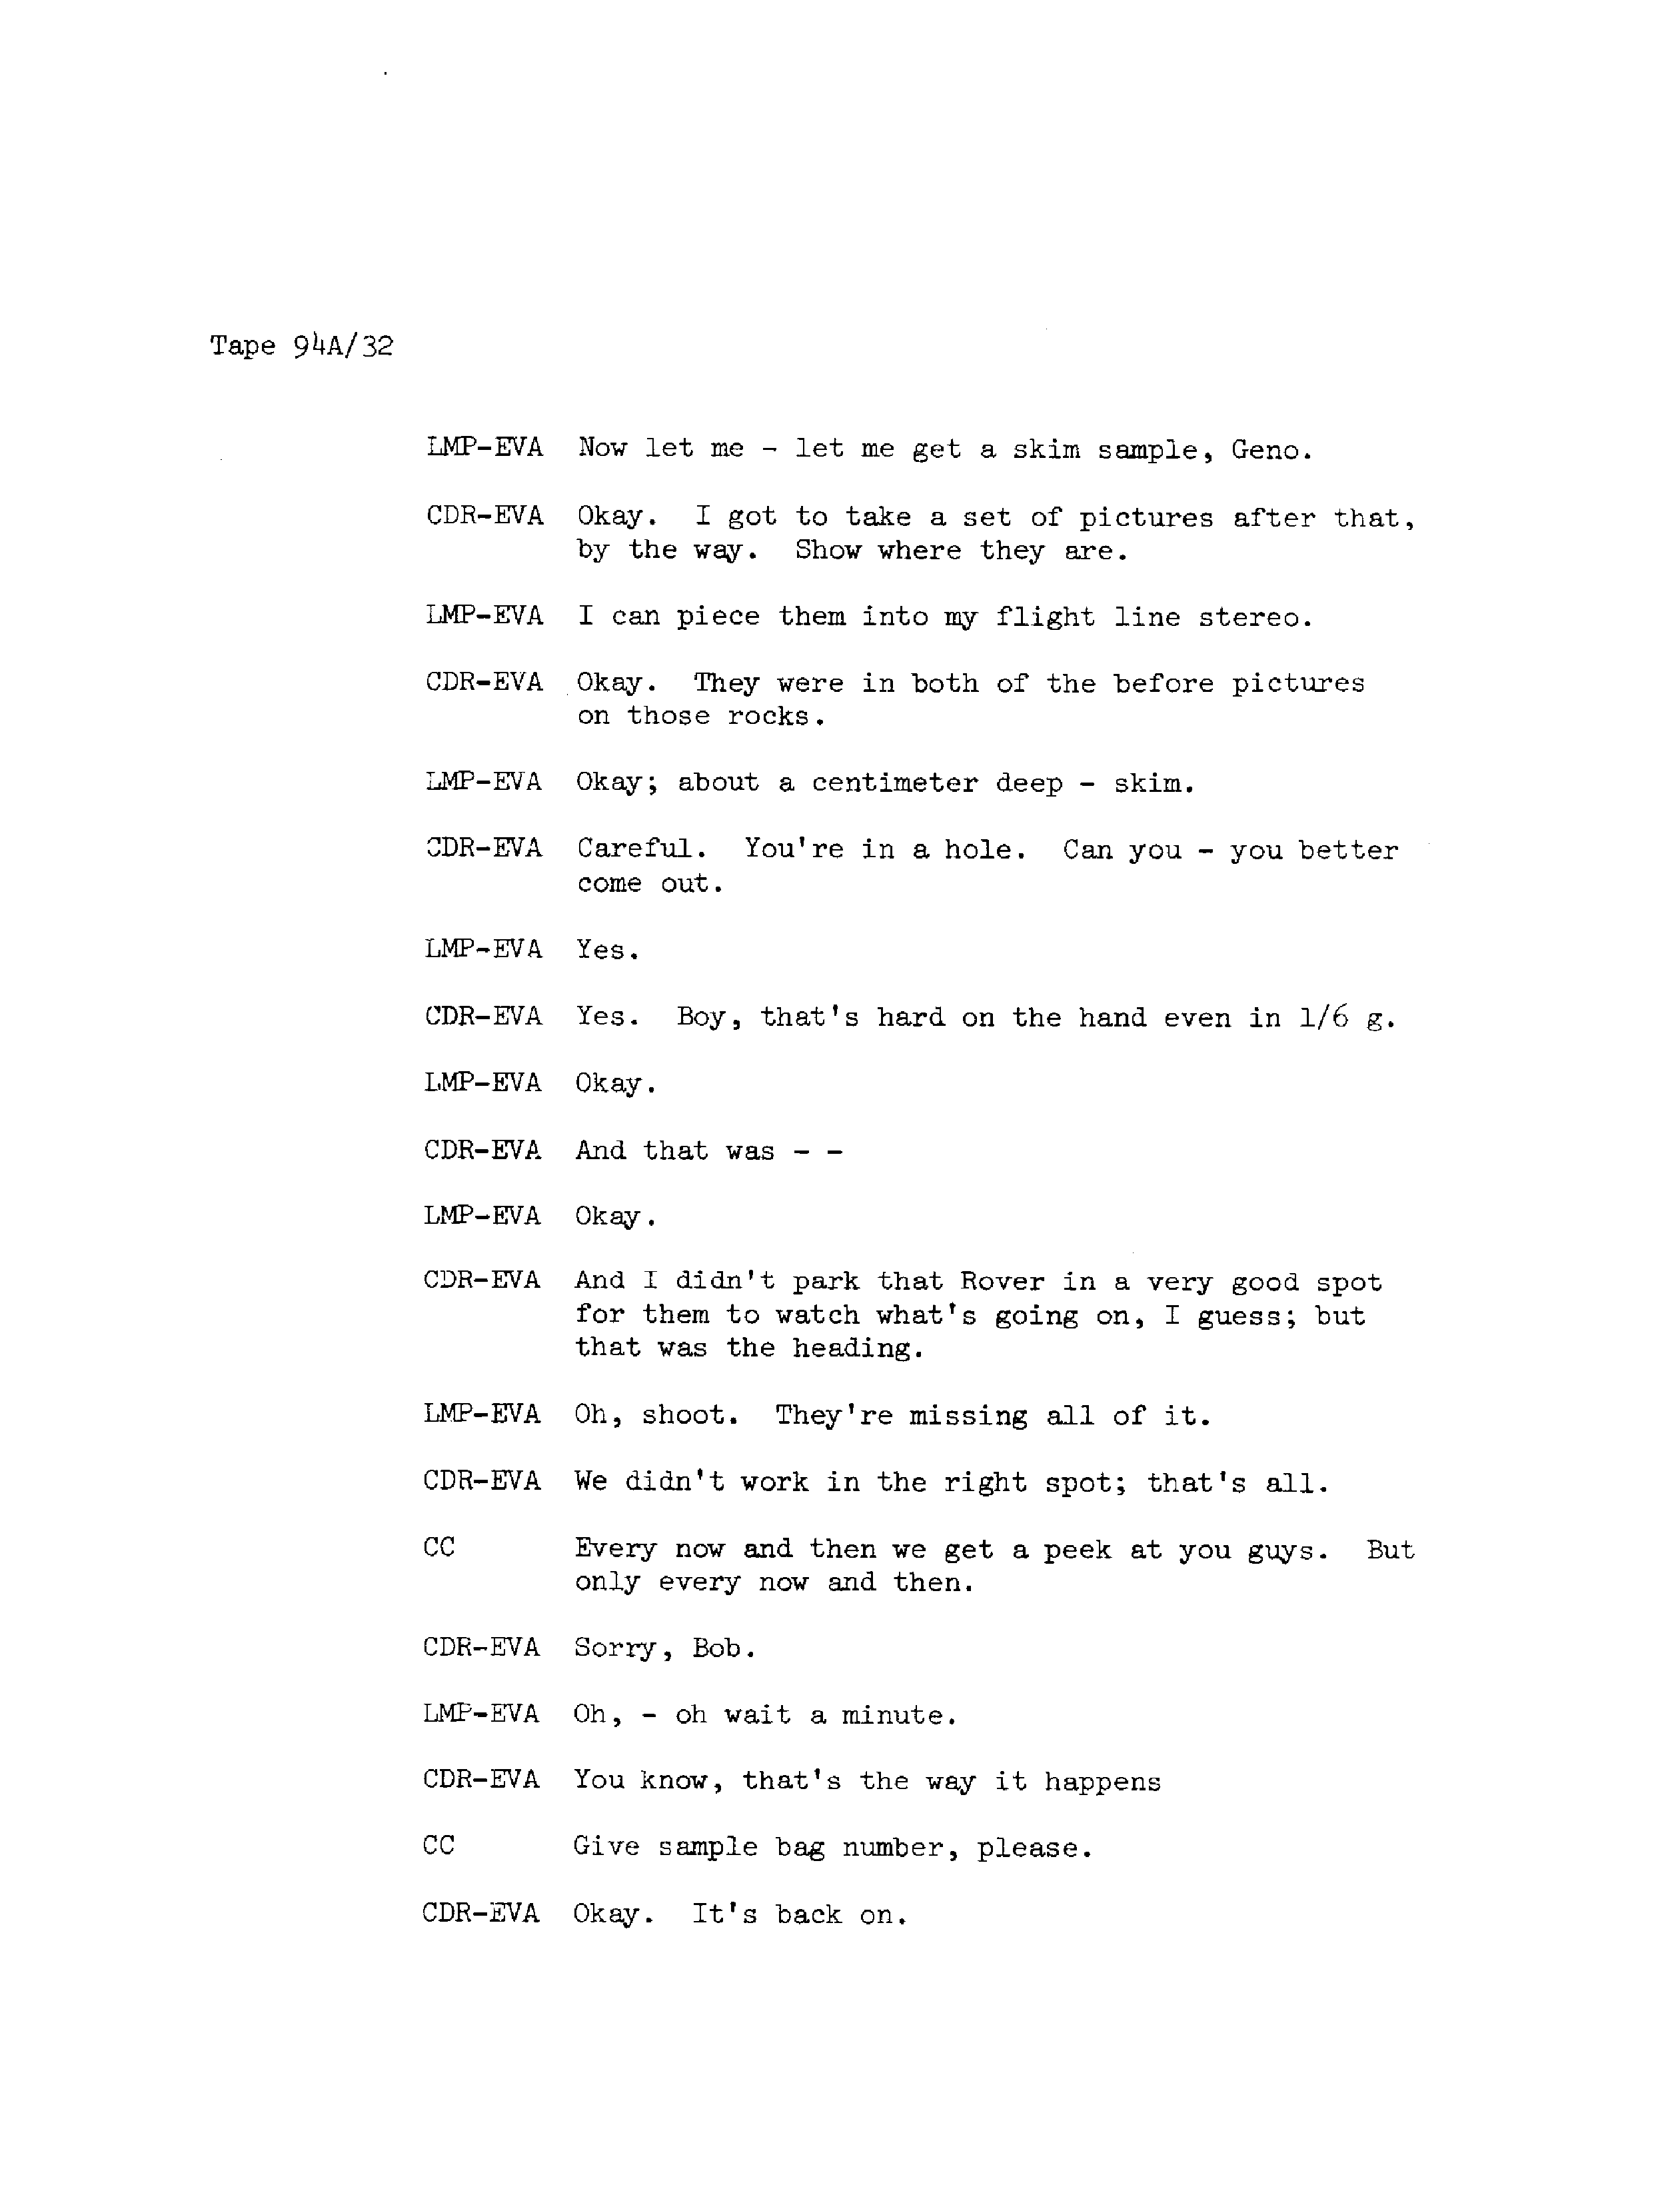 Tape 94A/32
LMP-EVA Now let me - let me get a skim sample, Geno.
CDR-EVA Okay. I got to take a set of pictures after that,
by the way. Show where they are.
LMP-EVA I can piece them into my flight line stereo.
CDR-EVA Okay. They were in both of the before pictures
on those rocks.
LMP-EVA Okay; about a centimeter deep - skim.
CDR-EVA Careful. You're in a hole. Can you - you better
come out.
LMP-EVA Yes.
CDR-EVA Yes. Boy, that's hard on the hand even in 1/6 g.
LMP-EVA Okay.
CDR-EVA And that was - -
LMP-EVA Okay.
CDR-EVA And I didn't park that Rover in a very good spot
for them to watch what's going on, I guess; but
that was the heading.
LMP-EVA Oh, shoot. They're missing all of it.
CDR-EVA We didn't work in the right spot; that's all.
CC Every now and then we get a peek at you guys. But
only every now and then.
CDR-EVA Sorry, Bob.
LMP-EVA Oh, - oh wait a minute.
CDR-EVA You know, that's the way it happens
CC Give sample bag number, please.
CDR-EVA Okay. It's back on.